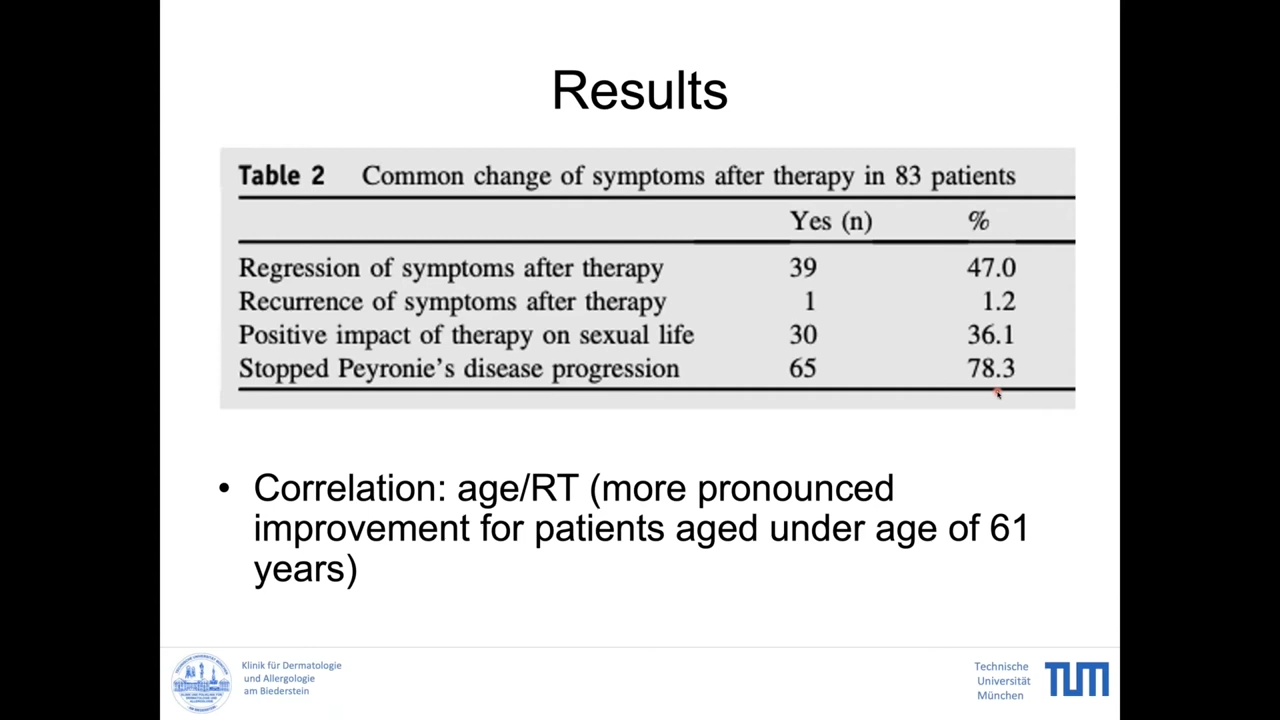 Results
Table 2 Common change of symptoms after therapy in 83 patients
Yes (n) %
Regression of symptoms after therapy 39 47.0
Recurrence of symptoms after therapy 1 1.2
Positive impact of therapy on sexual life 30 36.1
Stopped Peyronie's disease progression 65 78.3
• Correlation: age/RT (more pronounced
improvement for patients aged under age of 61
years)
Klinik für Dermatologie
und Allergologie
am Biederstein
Technische
Universität
München
TUM